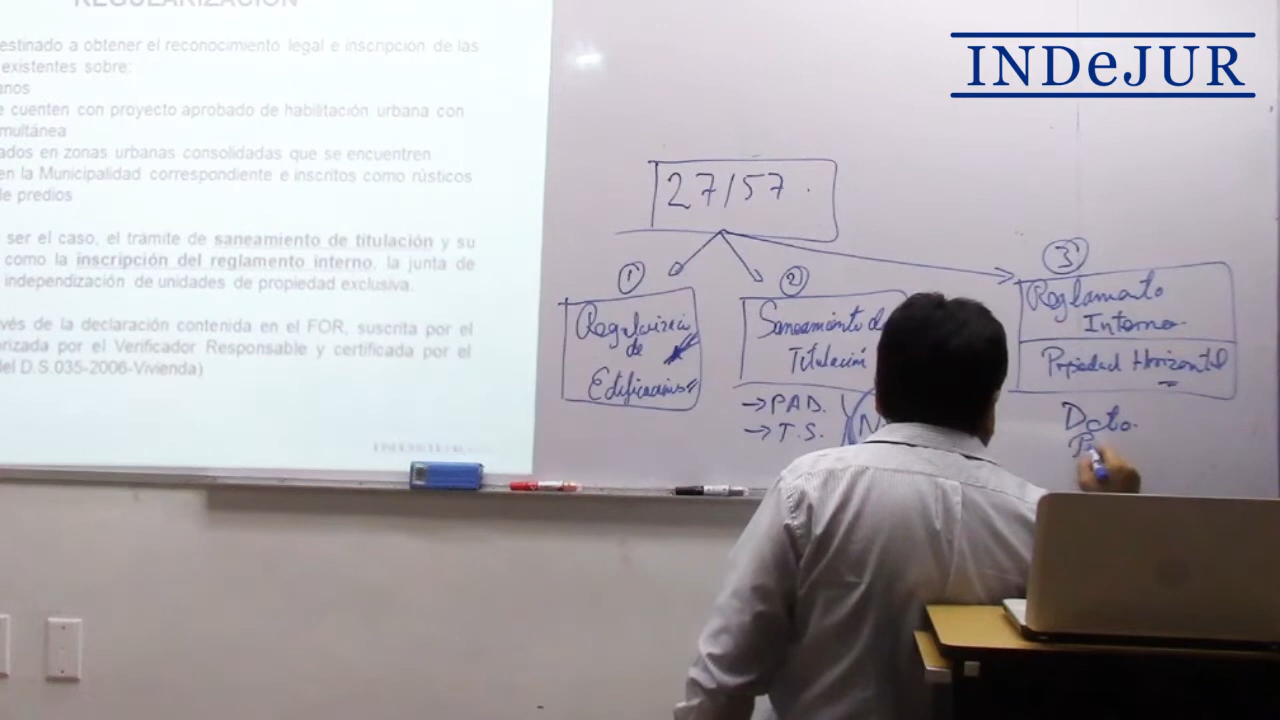 REGULARIZACIÓN
estinado a obtener el reconocimiento legal e inscripción de las
existentes sobre:
anos
e cuenten con proyecto aprobado de habilitación urbana con
multánea
ados en zonas urbanas consolidadas que se encuentren
en la Municipalidad correspondiente e inscritos como rústicos
de predios
ser el caso, el trámite de saneamiento de titulación y su
como la inscripción del reglamento interno, la junta de
independización de unidades de propiedad exclusiva.
vés de la declaración contenida en el FOR, suscrita por el
orizada por el Verificador Responsable y certificada por el
del D.S.035-2006-Vivienda)
INDeJUR
27157.
1
Regularizació
de
Edificaciones
2
Saneamiento d
Titulación
→ PAD.
→ T.S.
N
3
Reglamento
Interno
Propiedad Horizontal
Dcto.
P